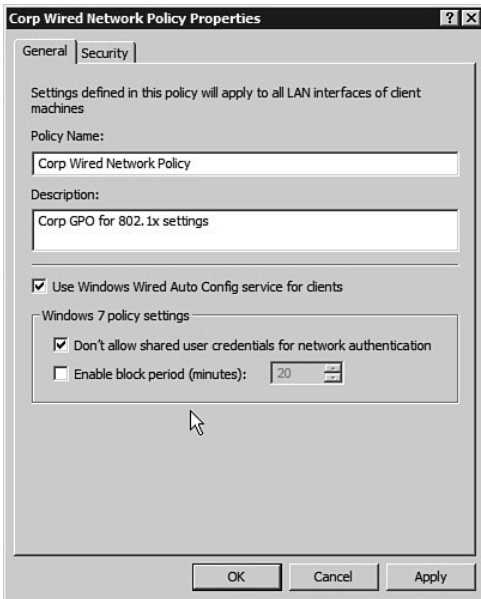 Corp Wired Network Policy Properties
General
Security
Settings defined in this policy will apply to all LAN interfaces of client
machines
Policy Name:
Corp Wired Network Policy
Description:
Corp GPO for 802.1x settings
Use Windows Wired Auto Config service for clients
Windows 7 policy settings
Don't allow shared user credentials for network authentication
Enable block period (minutes):
20
OK
Cancel
Apply